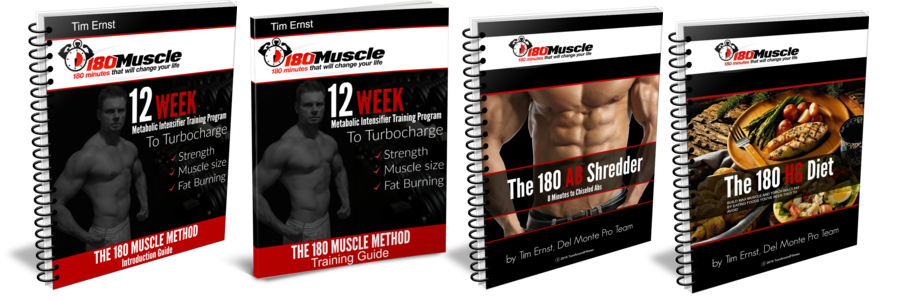 Tim Ernst
180Muscle
180 minutes that will change your life
12 WEEK
Metabolic Intensifier Training Program
To Turbocharge
Strength
Muscle size
Fat Burning
THE 180 MUSCLE METHOD
Introduction Guide
Tim Ernst
180Muscle
180 minutes that will change your life
12 WEEK
Metabolic Intensifier Training Program
To Turbocharge
Strength
Muscle size
Fat Burning
THE 180 MUSCLE METHOD
Training Guide
180Muscle
180 minutes that will change your life
The 180 AB Shredder
8 Minutes to Chiseled Abs
by Tim Ernst, Del Monte Pro Team
180Muscle
180 minutes that will change your life
The 180 HG Diet
by Tim Ernst, Del Monte Pro Team